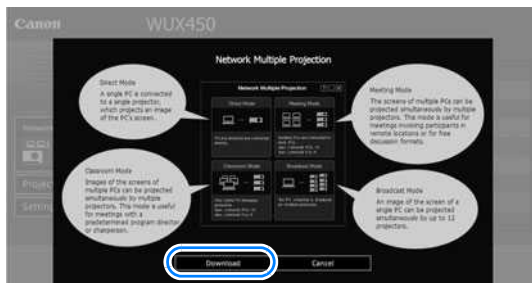 Canon
WUX450
Network Multiple Projection
Direct Mode
A single PC is connected
to a single projector,
which projects an image
of the PC's screen.
Meeting Mode
The screens of multiple PCs can be
projected simultaneously by multiple
projectors. This mode is useful for
meetings involving participants in
remote locations or for free
discussion formats.
Network Multiple Projection
Direct Mode
Meeting Mode
Classroom Mode
Broadcast Mode
Classroom Mode
Images of the screens of
multiple PCs can be projected
simultaneously by multiple
projectors. This mode is useful
for meetings with a
predetermined program director
or chairperson.
Broadcast Mode
An image of the screen of a
single PC can be projected
simultaneously by up to 12
projectors.
Project
Setting
Download
Cancel